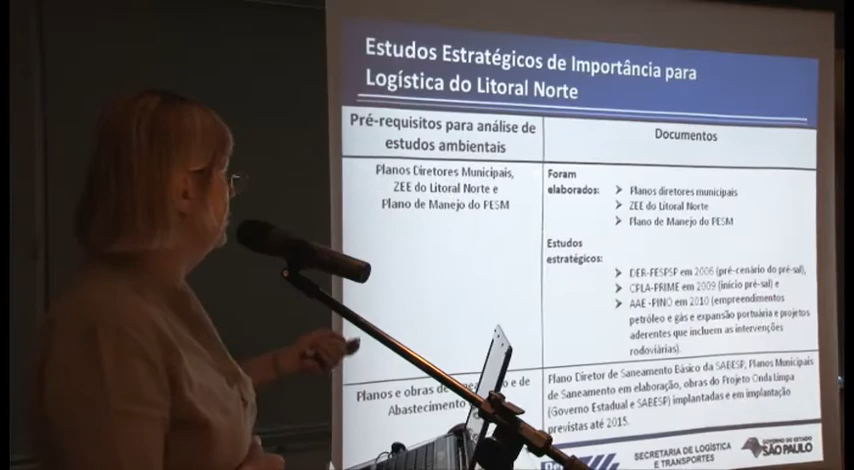 Estudos Estratégicos de Importância para
Logística do Litoral Norte
Pré-requisitos para análise de
estudos ambientais
Documentos
Planos Diretores Municipais,
ZEE do Litoral Norte e
Plano de Manejo do PESM
Foram
elaborados:
➤ Planos diretores municipais
➤ ZEE do Litoral Norte
➤ Plano de Manejo do PESM
Estudos
estratégicos:
➤ DER-FESPSP em 2006 (pré-cenário do pré-sal),
➤ CPLA-PRIME em 2009 (início pré-sal) e
➤ AAE -PINO em 2010 (empreendimentos
petróleo e gás e expansão portuária e projetos
aderentes que incluem as intervenções
rodoviárias).
Planos e obras de e de
Abastecimento
Plano Diretor de Saneamento Básico da SABESP, Planos Municipais
de Saneamento em elaboração, obras do Projeto Onda Limpa
(Governo Estadual e SABESP) implantadas e em implantação
previstas até 2015.
SECRETARIA DE LOGÍSTICA
E TRANSPORTES
GOVERNO DO ESTADO
SÃO PAULO